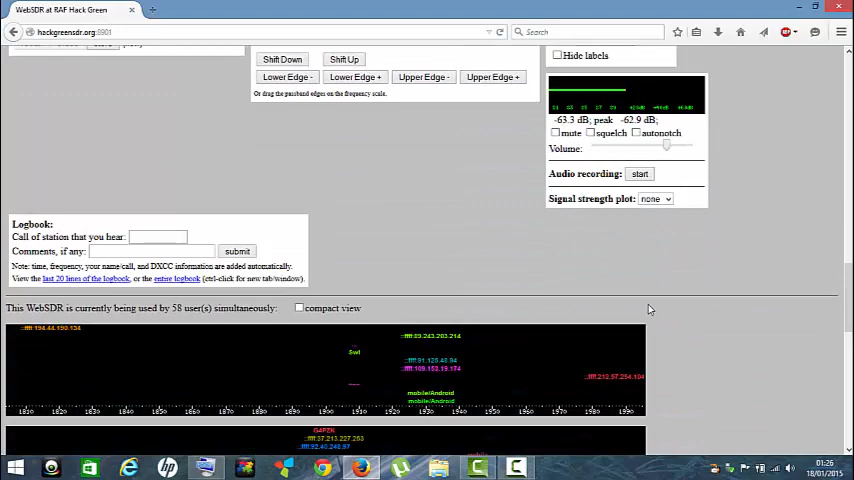 WebSDR at RAF Hack Green
hackgreensdr.org:8901
Search
Shift Down Shift Up
Lower Edge - Lower Edge + Upper Edge - Upper Edge +
Or drag the passband edges on the frequency scale.
Hide labels
-63.3 dB; peak -62.9 dB;
mute squelch autonotch
Volume:
Audio recording: start
Signal strength plot: none
Logbook:
Call of station that you hear:
Comments, if any: submit
Note: time, frequency, your name/call, and DXCC information are added automatically.
View the last 20 lines of the logbook, or the entire logbook (ctrl-click for new tab/window).
This WebSDR is currently being used by 58 user(s) simultaneously: compact view
::ffff:194.44.190.134
::ffff:89.243.203.214
Swl
::ffff:91.125.48.94
::ffff:109.153.19.174
::ffff:212.57.254.104
mobile/Android
mobile/Android
1810 1820 1830 1840 1850 1860 1870 1880 1890 1900 1910 1920 1930 1940 1950 1960 1970 1980 1990
G4PZK
::ffff:37.213.227.253
::ffff:92.40.248.97
01:26
18/01/2015